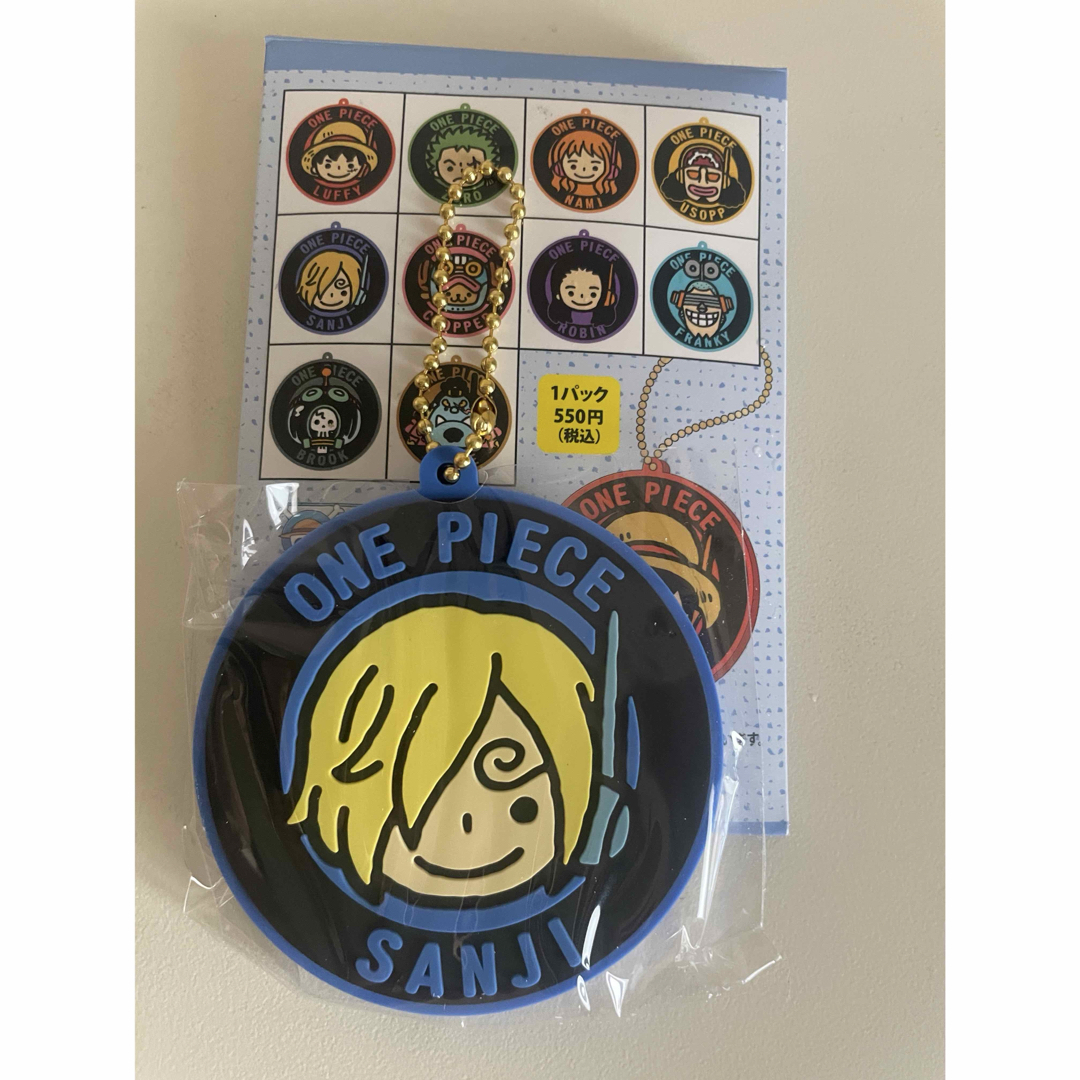 ONE PIECE
LUFFY
ONE PIECE
ONE PIECE
NAMI
ONE PIECE
USOPP
ONE PIECE
SANJI
ONE PIECE
CHOPPER
ONE PIECE
ROBIN
ONE PIECE
FRANKY
ONE PIECE
BROOK
1パック
550円
(税込)
ONE PIECE
ONE PIECE
SANJI